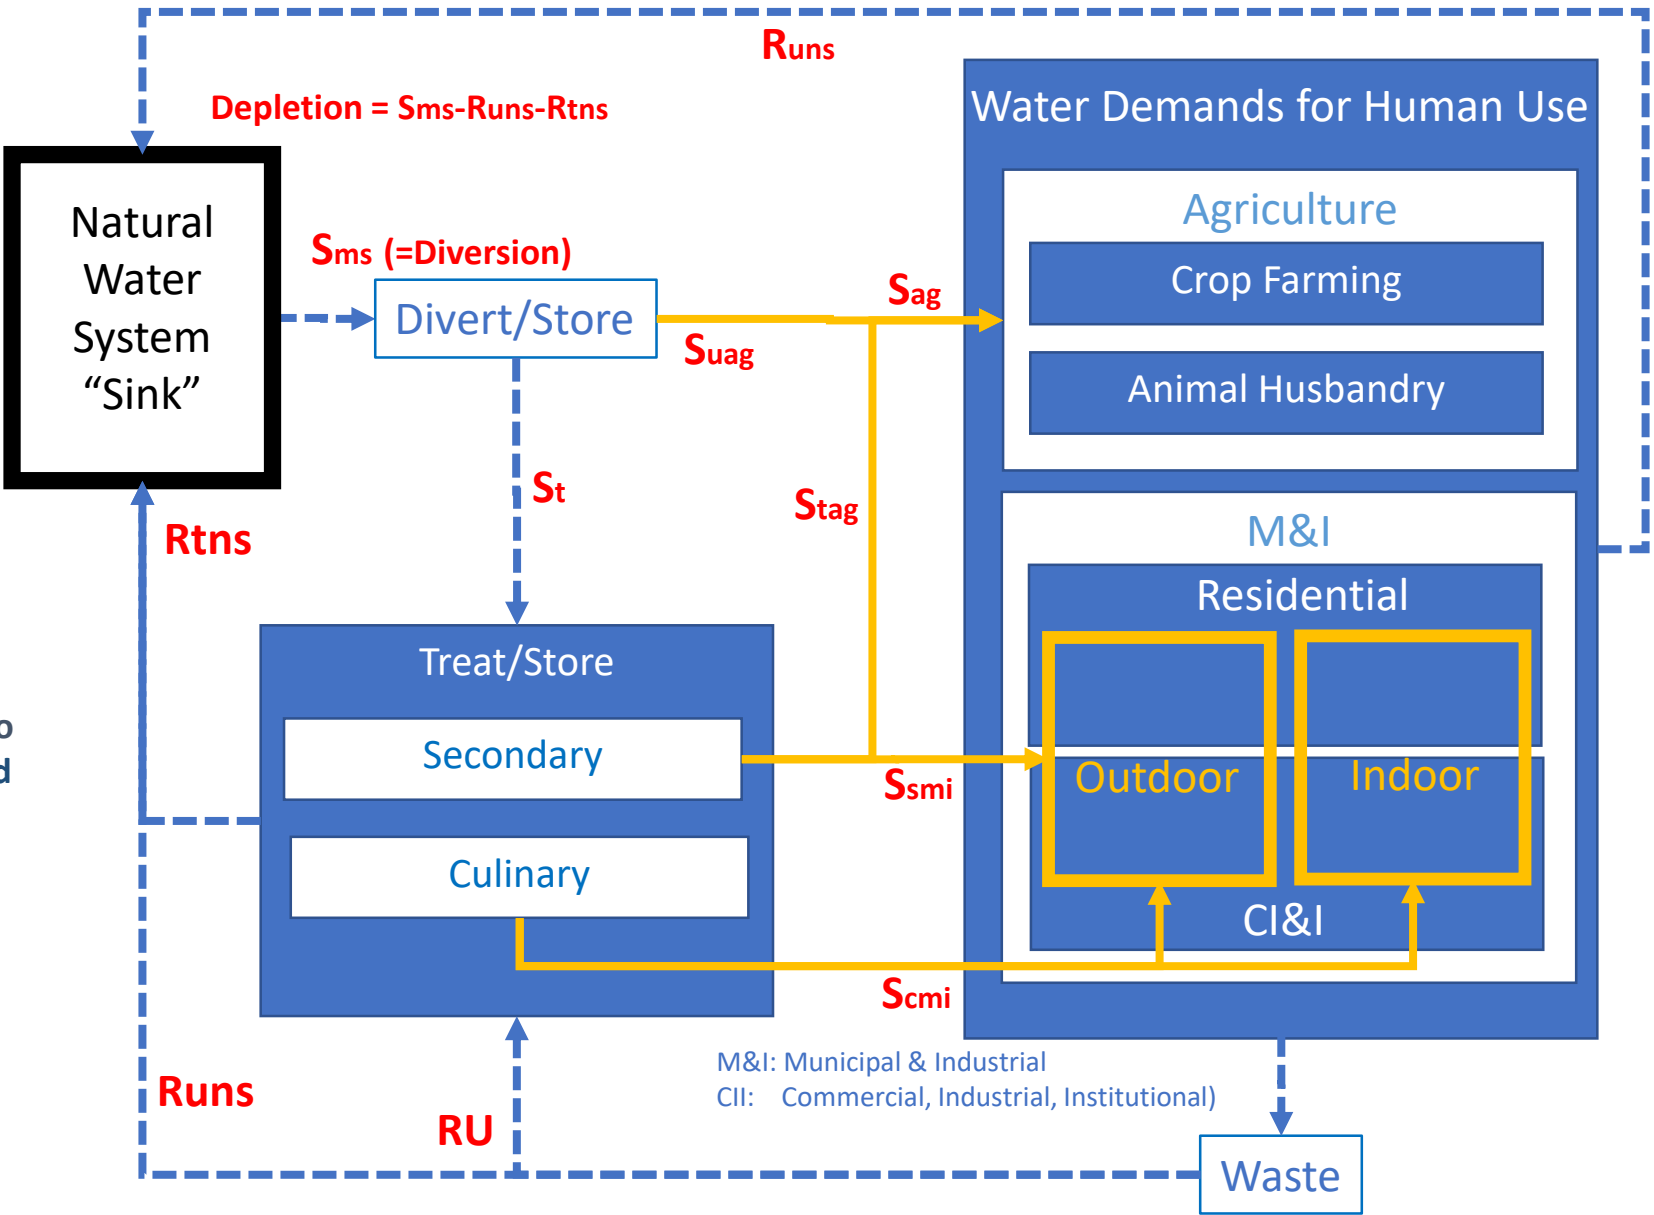 Runs
Depletion = Sms-Runs-Rtns
Water Demands for Human Use
Natural
Water
System
“Sink”
Sms (=Diversion)
Divert/Store
Suag
Sag
Agriculture
Crop Farming
Animal Husbandry
St
Stag
Rtns
M&I
Residential
Outdoor
Indoor
CI&I
Treat/Store
Secondary
Culinary
Ssmi
Scmi
o
d
M&I: Municipal & Industrial
CII: Commercial, Industrial, Institutional)
Runs
RU
Waste